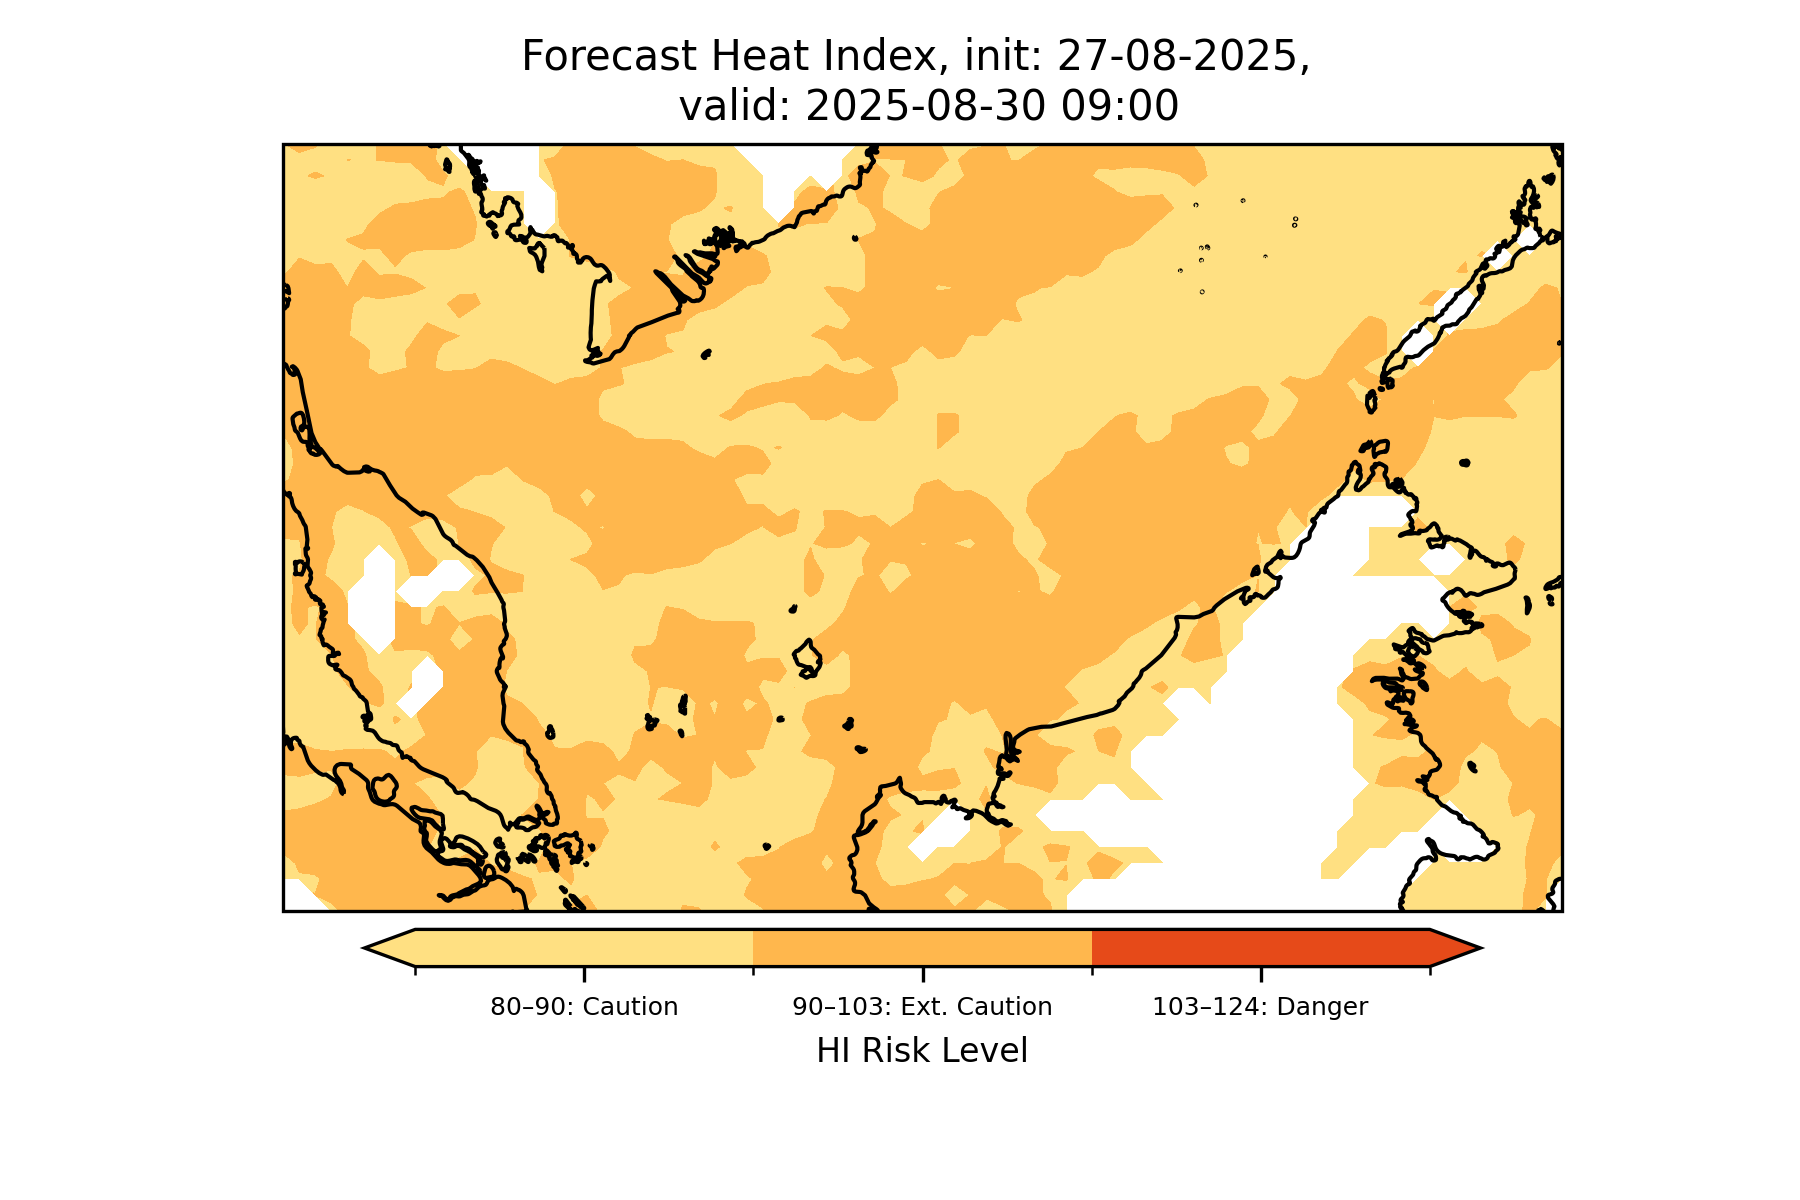 Forecast Heat Index, init: 27-08-2025,
valid: 2025-08-30 09:00
80–90: Caution
90–103: Ext. Caution
103–124: Danger
HI Risk Level